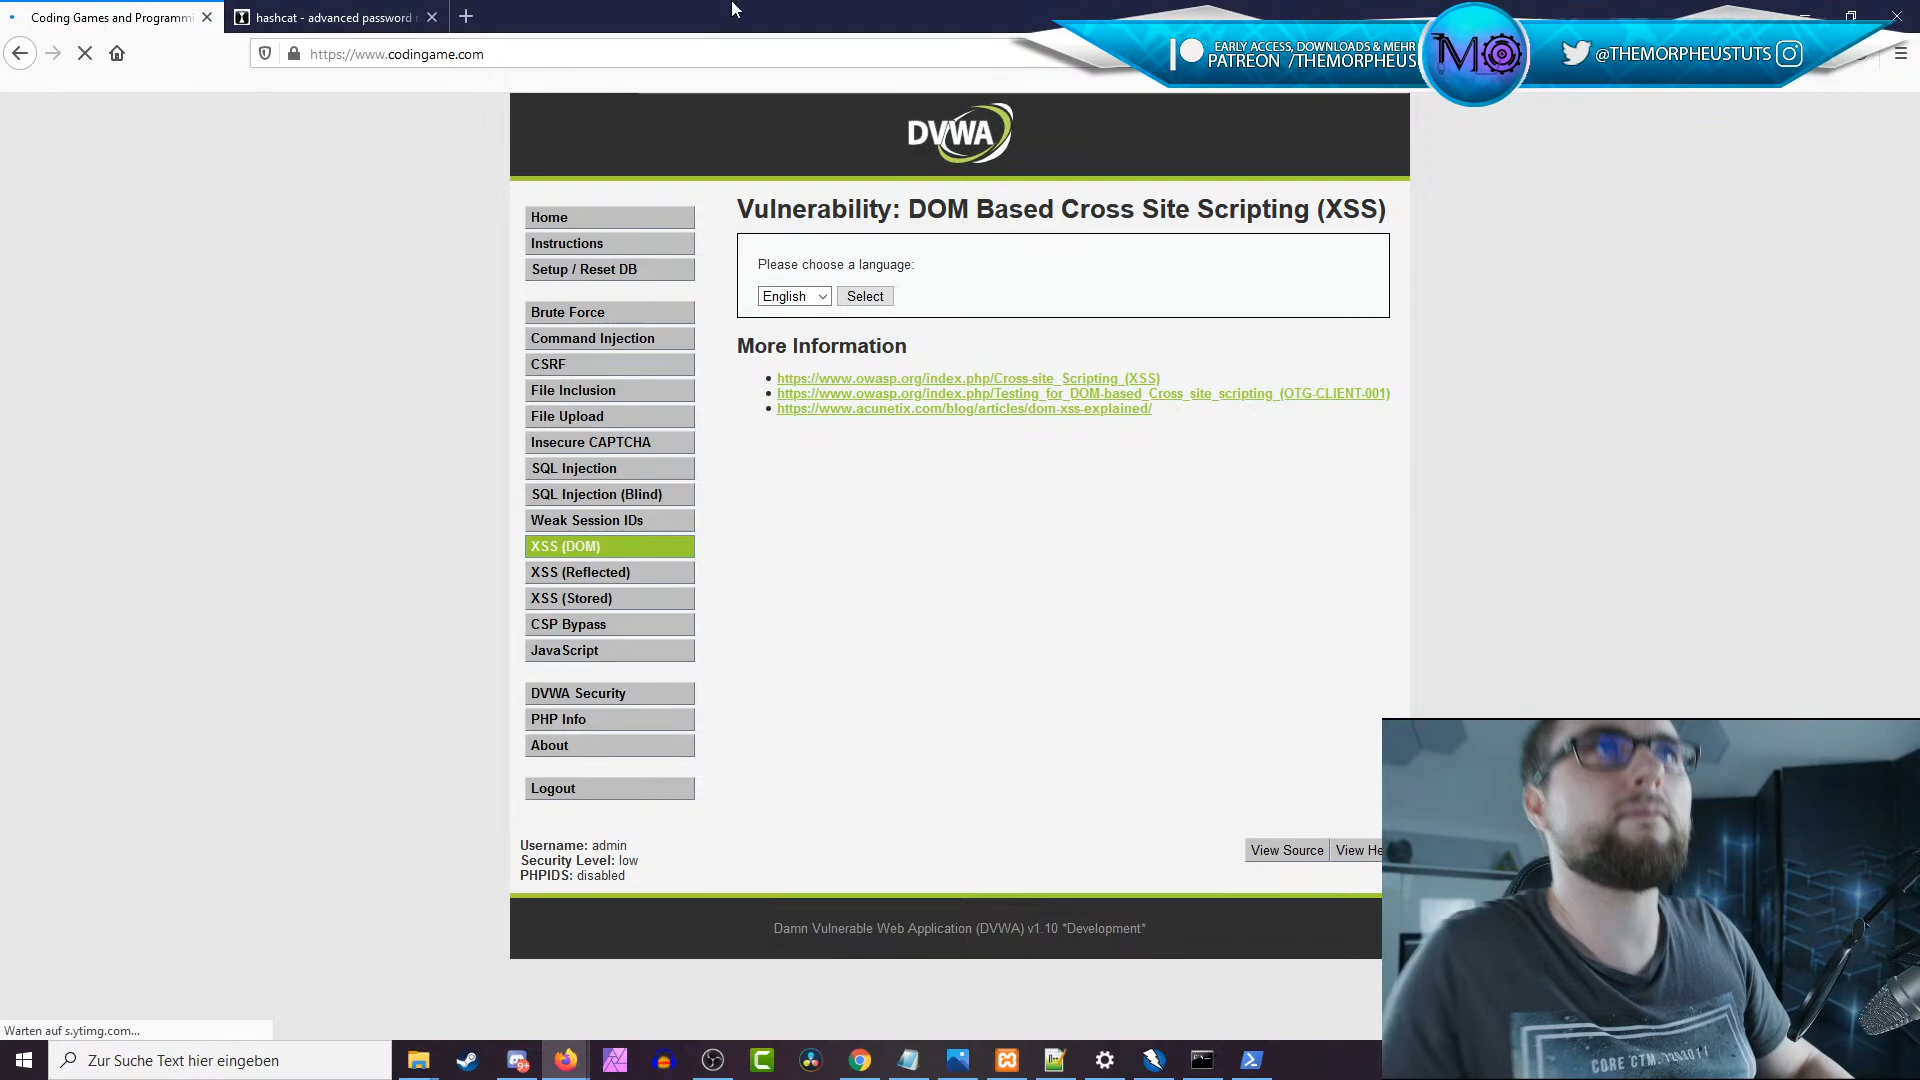 Coding Games and Programmi
hashcat - advanced password r
https://www.codingame.com
EARLY ACCESS, DOWNLOADS & MEHR
PATREON /THEMORPHEUS
MO
@THEMORPHEUSTUTS
DVWA
Home
Instructions
Setup / Reset DB
Brute Force
Command Injection
CSRF
File Inclusion
File Upload
Insecure CAPTCHA
SQL Injection
SQL Injection (Blind)
Weak Session IDs
XSS (DOM)
XSS (Reflected)
XSS (Stored)
CSP Bypass
JavaScript
DVWA Security
PHP Info
About
Logout
Vulnerability: DOM Based Cross Site Scripting (XSS)
Please choose a language:
English
Select
More Information
https://www.owasp.org/index.php/Cross-site_Scripting_(XSS)
https://www.owasp.org/index.php/Testing_for_DOM-based_Cross_site_scripting_(OTG-CLIENT-001)
https://www.acunetix.com/blog/articles/dom-xss-explained/
Username: admin
Security Level: low
PHPIDS: disabled
View Source
View He
Damn Vulnerable Web Application (DVWA) v1.10 *Development*
Warten auf s.ytimg.com...
Zur Suche Text hier eingeben
9+